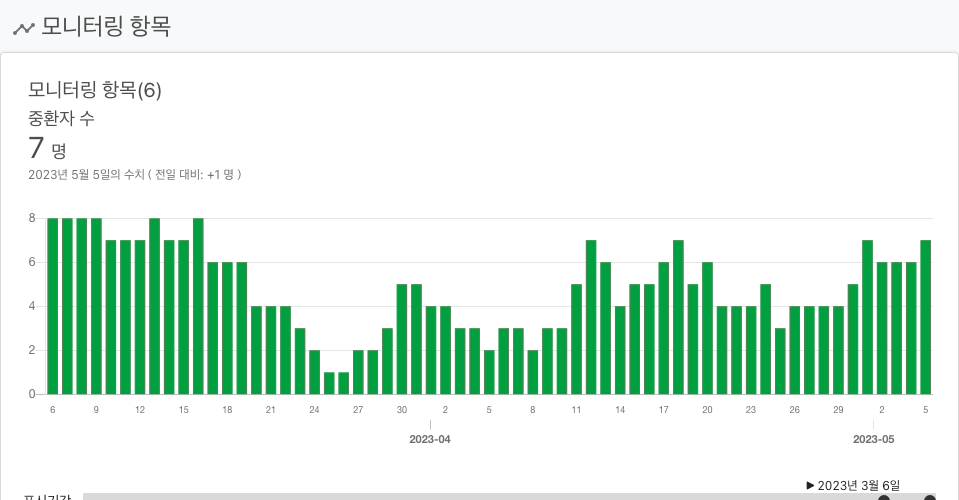 모니터링 항목
모니터링 항목(6)
중환자 수
7 명
2023년 5월 5일의 수치 ( 전일 대비: +1 명 )
8
6
4
2
0
6 9 12 15 18 21 24 27 30 2 5 8 11 14 17 20 23 26 29 2 5
2023-04 2023-05
▶ 2023년 3월 6일
표시기간